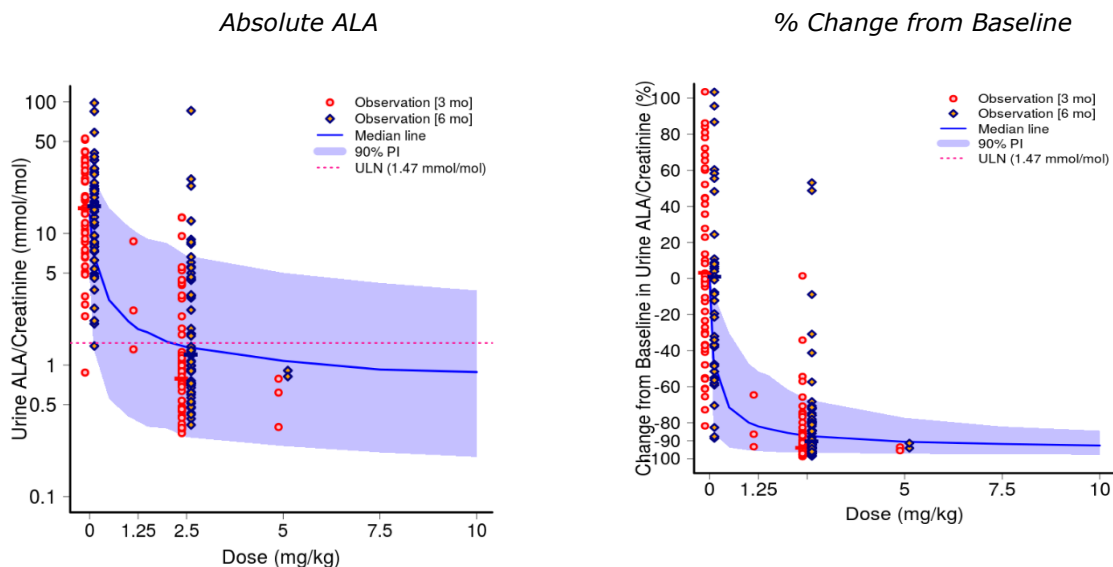 Absolute ALA
% Change from Baseline
Urine ALA/Creatinine (mmol/mol)
100
50
10
5
1
0.5
0.1
Observation [3 mo]
Observation [6 mo]
Median line
90% PI
ULN (1.47 mmol/mol)
0
1.25
2.5
5
7.5
10
Dose (mg/kg)
Change from Baseline in Urine ALA/Creatinine (%)
100
80
60
40
20
0
-20
-40
-60
-80
-90
100
Observation [3 mo]
Observation [6 mo]
Median line
90% PI
ULN (1.47 mmol/mol)
0
1.25
5
7.5
10
Dose (mg/kg)